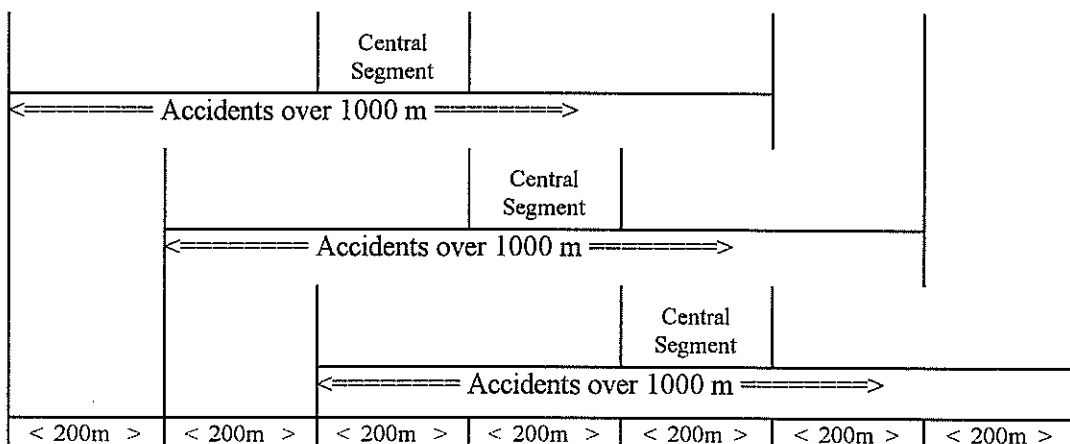 Central
Segment
<======== Accidents over 1000 m ========>
Central
Segment
<======== Accidents over 1000 m ========>
Central
Segment
<======== Accidents over 1000 m ========>
< 200m > < 200m > < 200m > < 200m > < 200m > < 200m > < 200m >